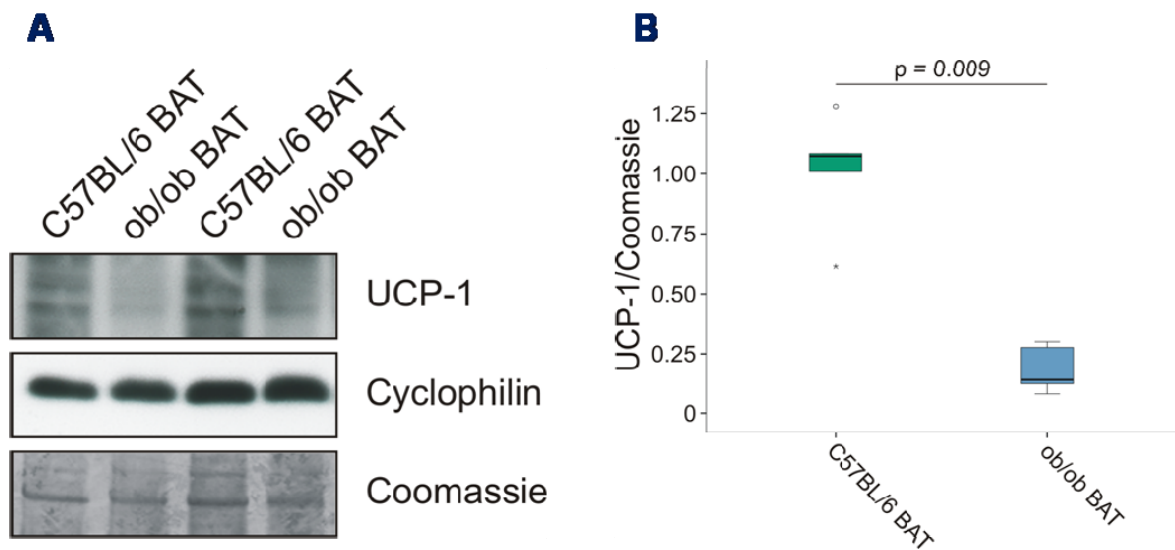 A
C57BL/6 BAT
ob/ob BAT
C57BL/6 BAT
ob/ob BAT
UCP-1
Cyclophilin
Coomassie
B
p = 0.009
UCP-1/Coomassie
1.25
1.00
0.75
0.50
0.25
0
C57BL/6 BAT
ob/ob BAT